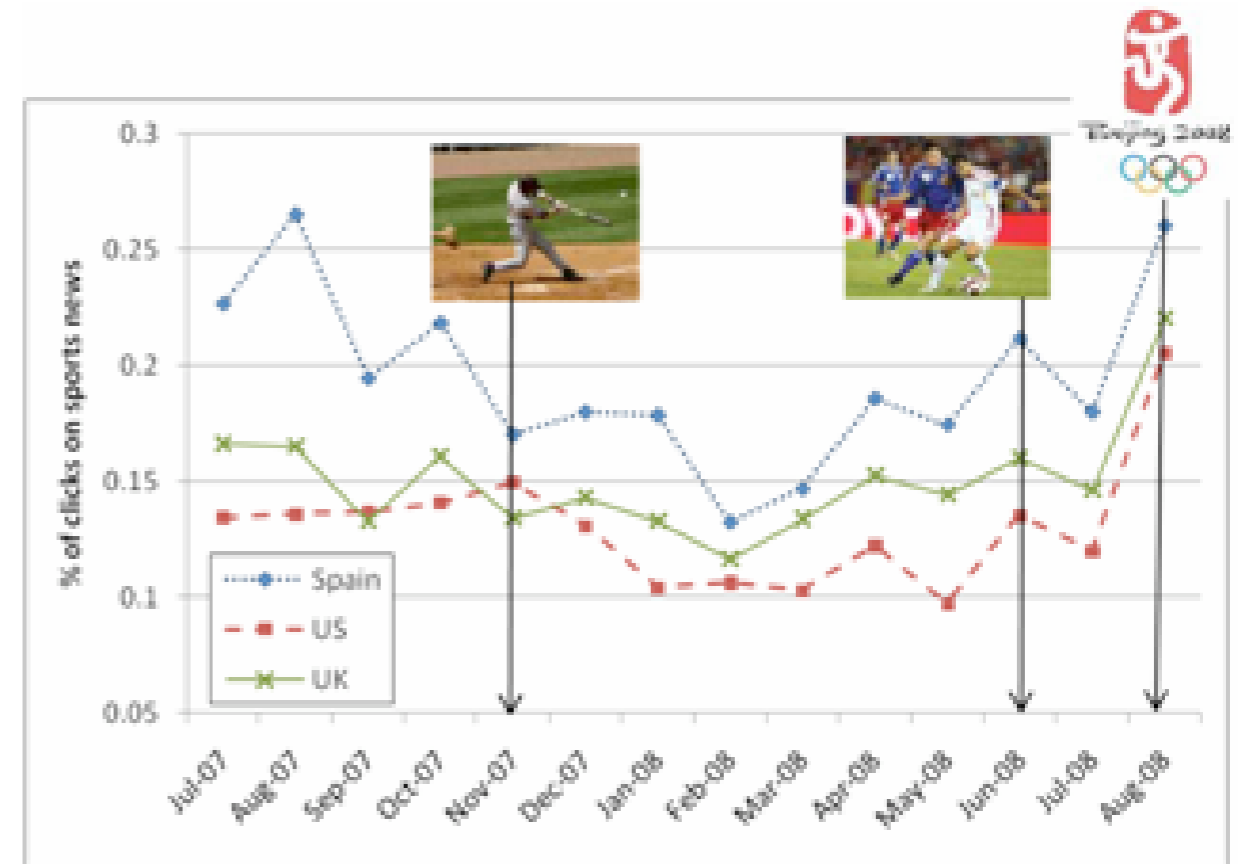 Beijing 2008
0.3
0.25
0.2
0.15
0.1
0.05
% of clicks on sports news
Spain
US
UK
Jul-07
Aug-07
Sep-07
Oct-07
Nov-07
Dec-07
Jan-08
Feb-08
Mar-08
Apr-08
May-08
Jun-08
Jul-08
Aug-08